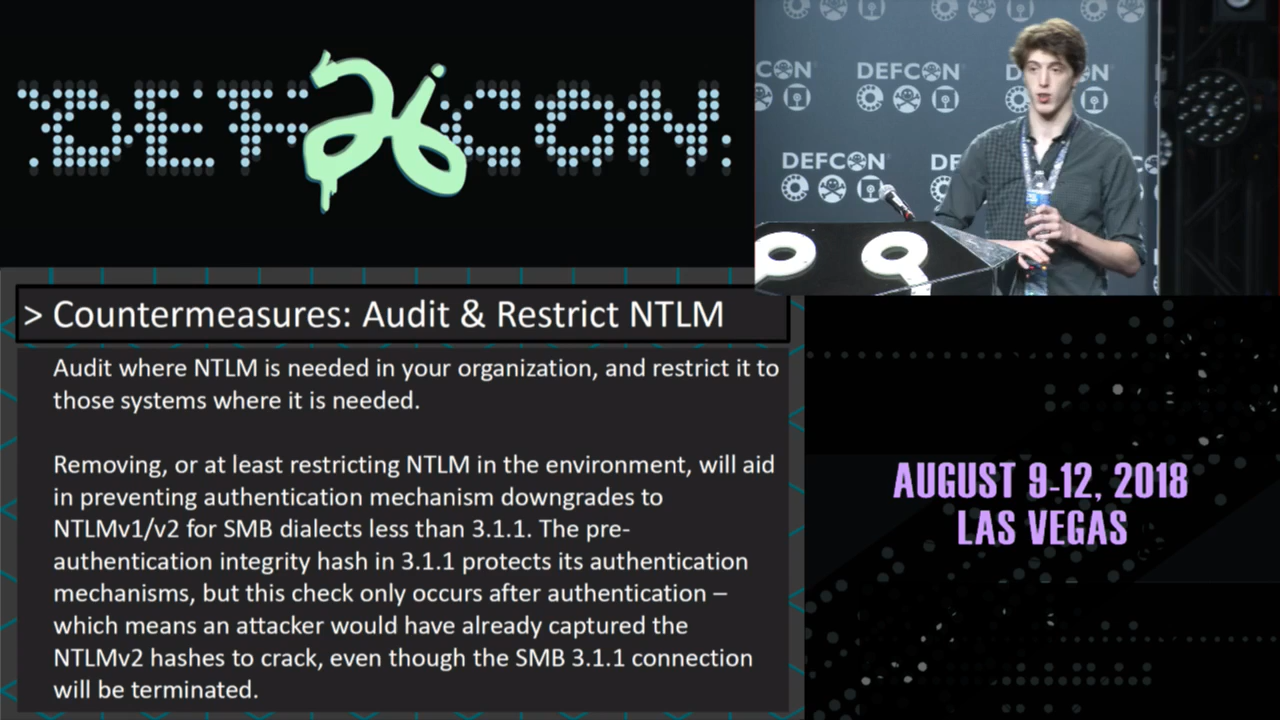 DEF CON
26
DEFCON
DEFCON
DEFCON
> Countermeasures: Audit & Restrict NTLM
Audit where NTLM is needed in your organization, and restrict it to
those systems where it is needed.
Removing, or at least restricting NTLM in the environment, will aid
in preventing authentication mechanism downgrades to
NTLMv1/v2 for SMB dialects less than 3.1.1. The pre-
authentication integrity hash in 3.1.1 protects its authentication
mechanisms, but this check only occurs after authentication –
which means an attacker would have already captured the
NTLMv2 hashes to crack, even though the SMB 3.1.1 connection
will be terminated.
AUGUST 9-12, 2018
LAS VEGAS